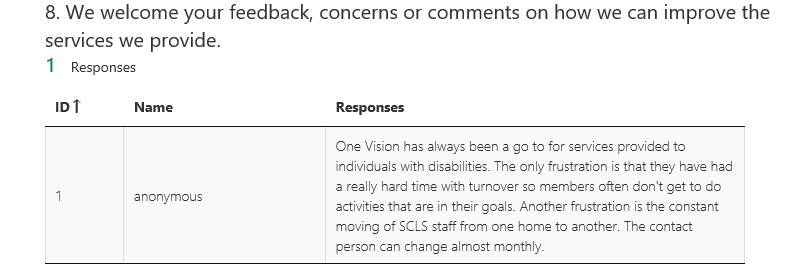 8. We welcome your feedback, concerns or comments on how we can improve the
services we provide.
1 Responses
ID↑ Name Responses
One Vision has always been a go to for services provided to
individuals with disabilities. The only frustration is that they have had
a really hard time with turnover so members often don't get to do
1 anonymous
activities that are in their goals. Another frustration is the constant
moving of SCLS staff from one home to another. The contact
person can change almost monthly.